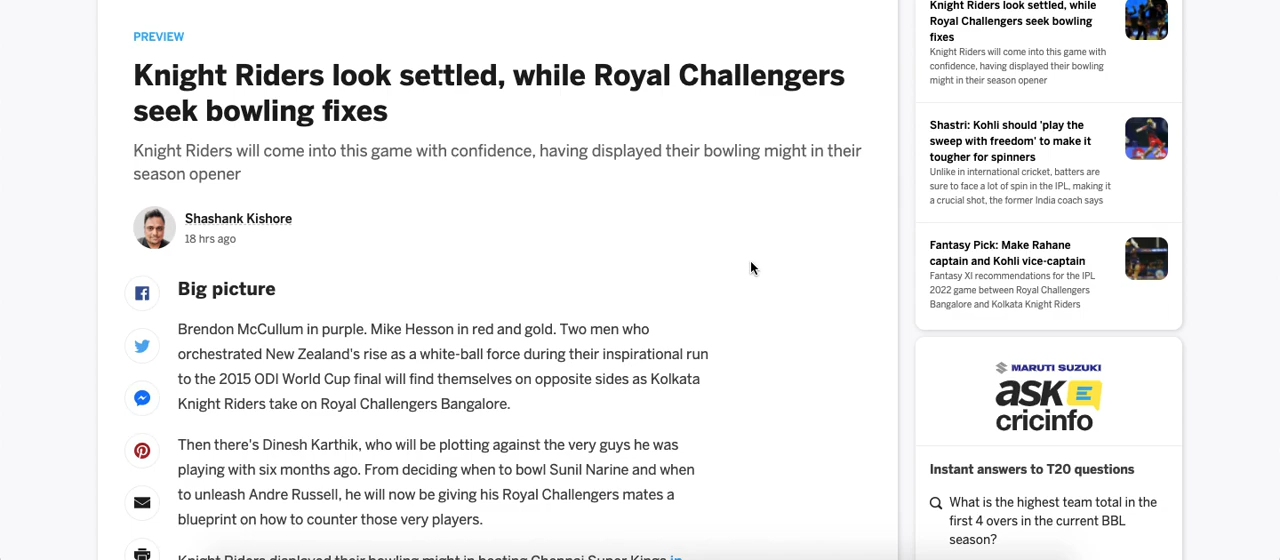 PREVIEW
Knight Riders look settled, while Royal Challengers
seek bowling fixes
Knight Riders will come into this game with confidence, having displayed their bowling might in their
season opener
Shashank Kishore
18 hrs ago
Big picture
Brendon McCullum in purple. Mike Hesson in red and gold. Two men who
orchestrated New Zealand's rise as a white-ball force during their inspirational run
to the 2015 ODI World Cup final will find themselves on opposite sides as Kolkata
Knight Riders take on Royal Challengers Bangalore.
Then there's Dinesh Karthik, who will be plotting against the very guys he was
playing with six months ago. From deciding when to bowl Sunil Narine and when
to unleash Andre Russell, he will now be giving his Royal Challengers mates a
blueprint on how to counter those very players.
Knight Riders displayed their bowling might in beating Chennai Super Kings in
Knight Riders look settled, while
Royal Challengers seek bowling
fixes
Knight Riders will come into this game with
confidence, having displayed their bowling
might in their season opener
Shastri: Kohli should 'play the
sweep with freedom' to make it
tougher for spinners
Unlike in international cricket, batters are
sure to face a lot of spin in the IPL, making it
a crucial shot, the former India coach says
Fantasy Pick: Make Rahane
captain and Kohli vice-captain
Fantasy XI recommendations for the IPL
2022 game between Royal Challengers
Bangalore and Kolkata Knight Riders
MARUTI SUZUKI
ask
cricinfo
Instant answers to T20 questions
What is the highest team total in the
first 4 overs in the current BBL
season?